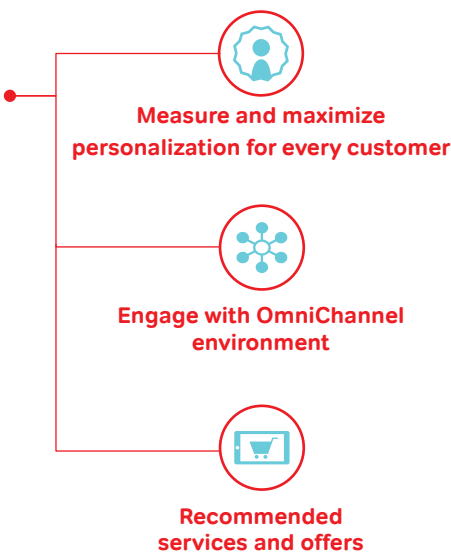 Measure and maximize
personalization for every customer
Engage with OmniChannel
environment
Recommended
services and offers